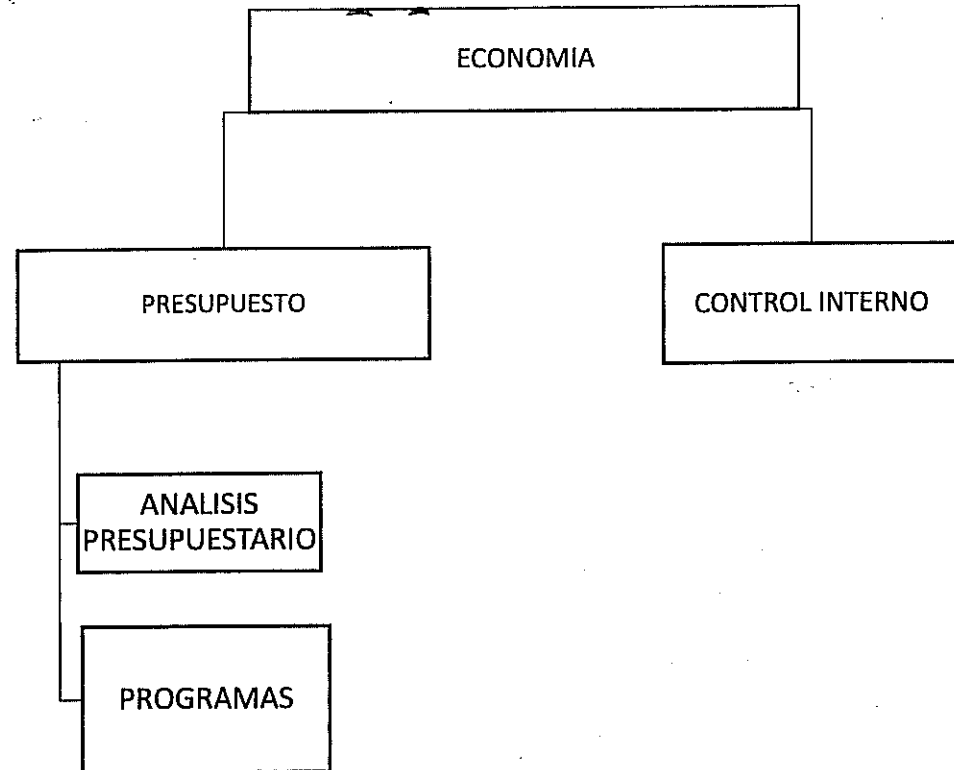 ECONOMIA
PRESUPUESTO
CONTROL INTERNO
ANALISIS
PRESUPUESTARIO
PROGRAMAS